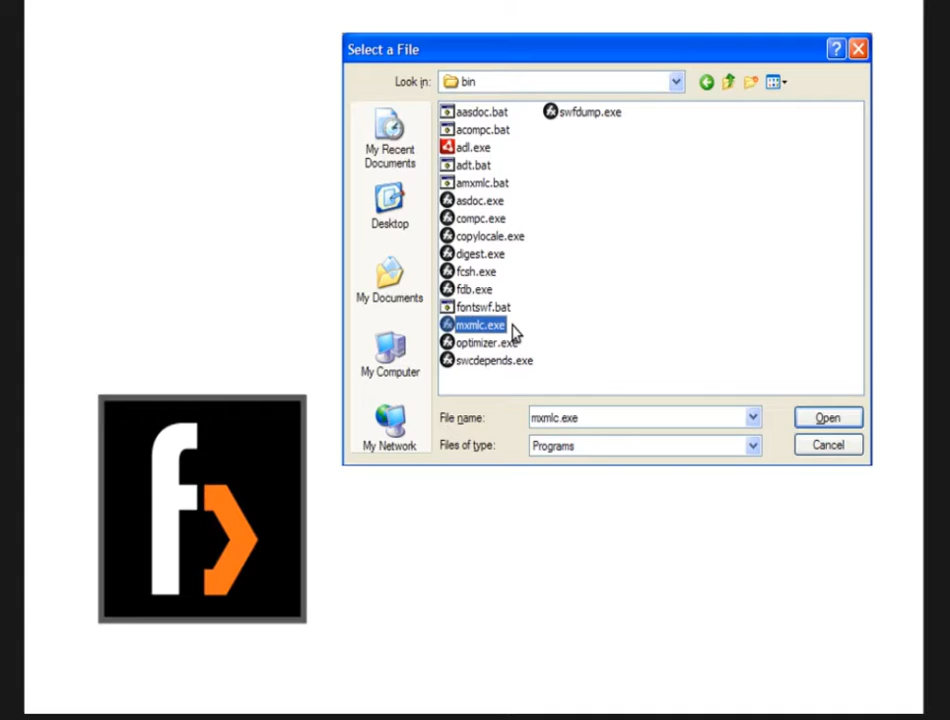 Select a File
Look in: bin
aasdoc.bat
acompc.bat
adl.exe
adt.bat
amxmlc.bat
asdoc.exe
compc.exe
copylocale.exe
digest.exe
fcsh.exe
fdb.exe
fontswf.bat
mxmlc.exe
optimizer.exe
swcdepends.exe
swfdump.exe
My Recent
Documents
Desktop
My Documents
My Computer
My Network
File name: mxmlc.exe Open
Files of type: Programs Cancel